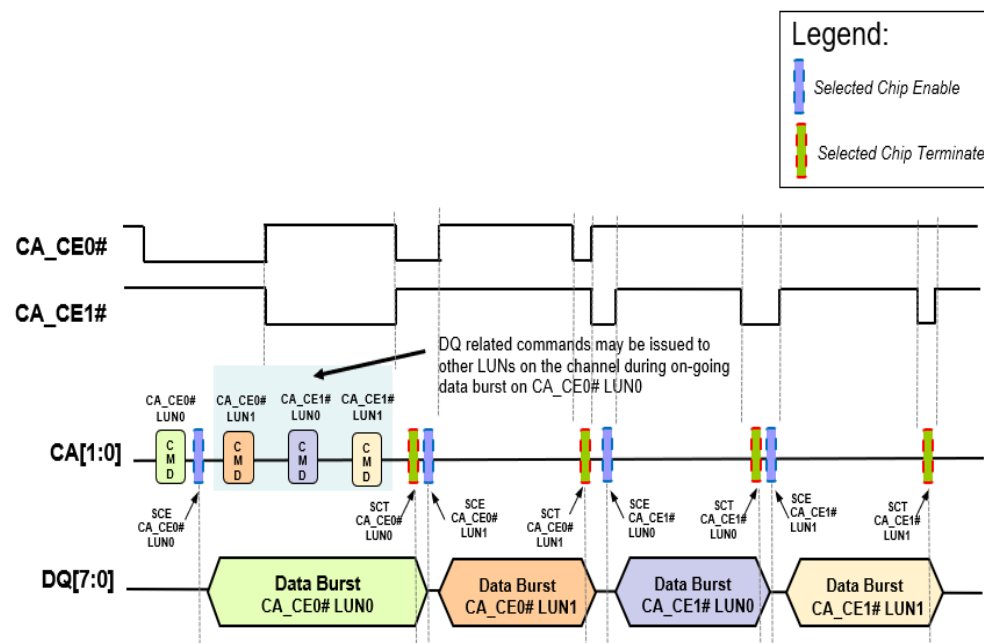 Legend:
Selected Chip Enable
Selected Chip Terminate
CA_CE0#
CA_CE1#
DQ related commands may be issued to
other LUNs on the channel during on-going
data burst on CA_CE0# LUN0
CA_CE0#
LUN0
CA_CE0#
LUN1
CA_CE1#
LUN0
CA_CE1#
LUN1
CA[1:0]
C
M
D
C
M
D
C
M
D
C
M
D
SCE
CA_CE0#
LUN0
SCT
CA_CE0#
LUN0
SCE
CA_CE0#
LUN1
SCT
CA_CE0#
LUN1
SCE
CA_CE1#
LUN0
SCT
CA_CE1#
LUN0
SCE
CA_CE1#
LUN1
SCT
CA_CE1#
LUN1
DQ[7:0]
Data Burst
CA_CE0# LUN0
Data Burst
CA_CE0# LUN1
Data Burst
CA_CE1# LUN0
Data Burst
CA_CE1# LUN1